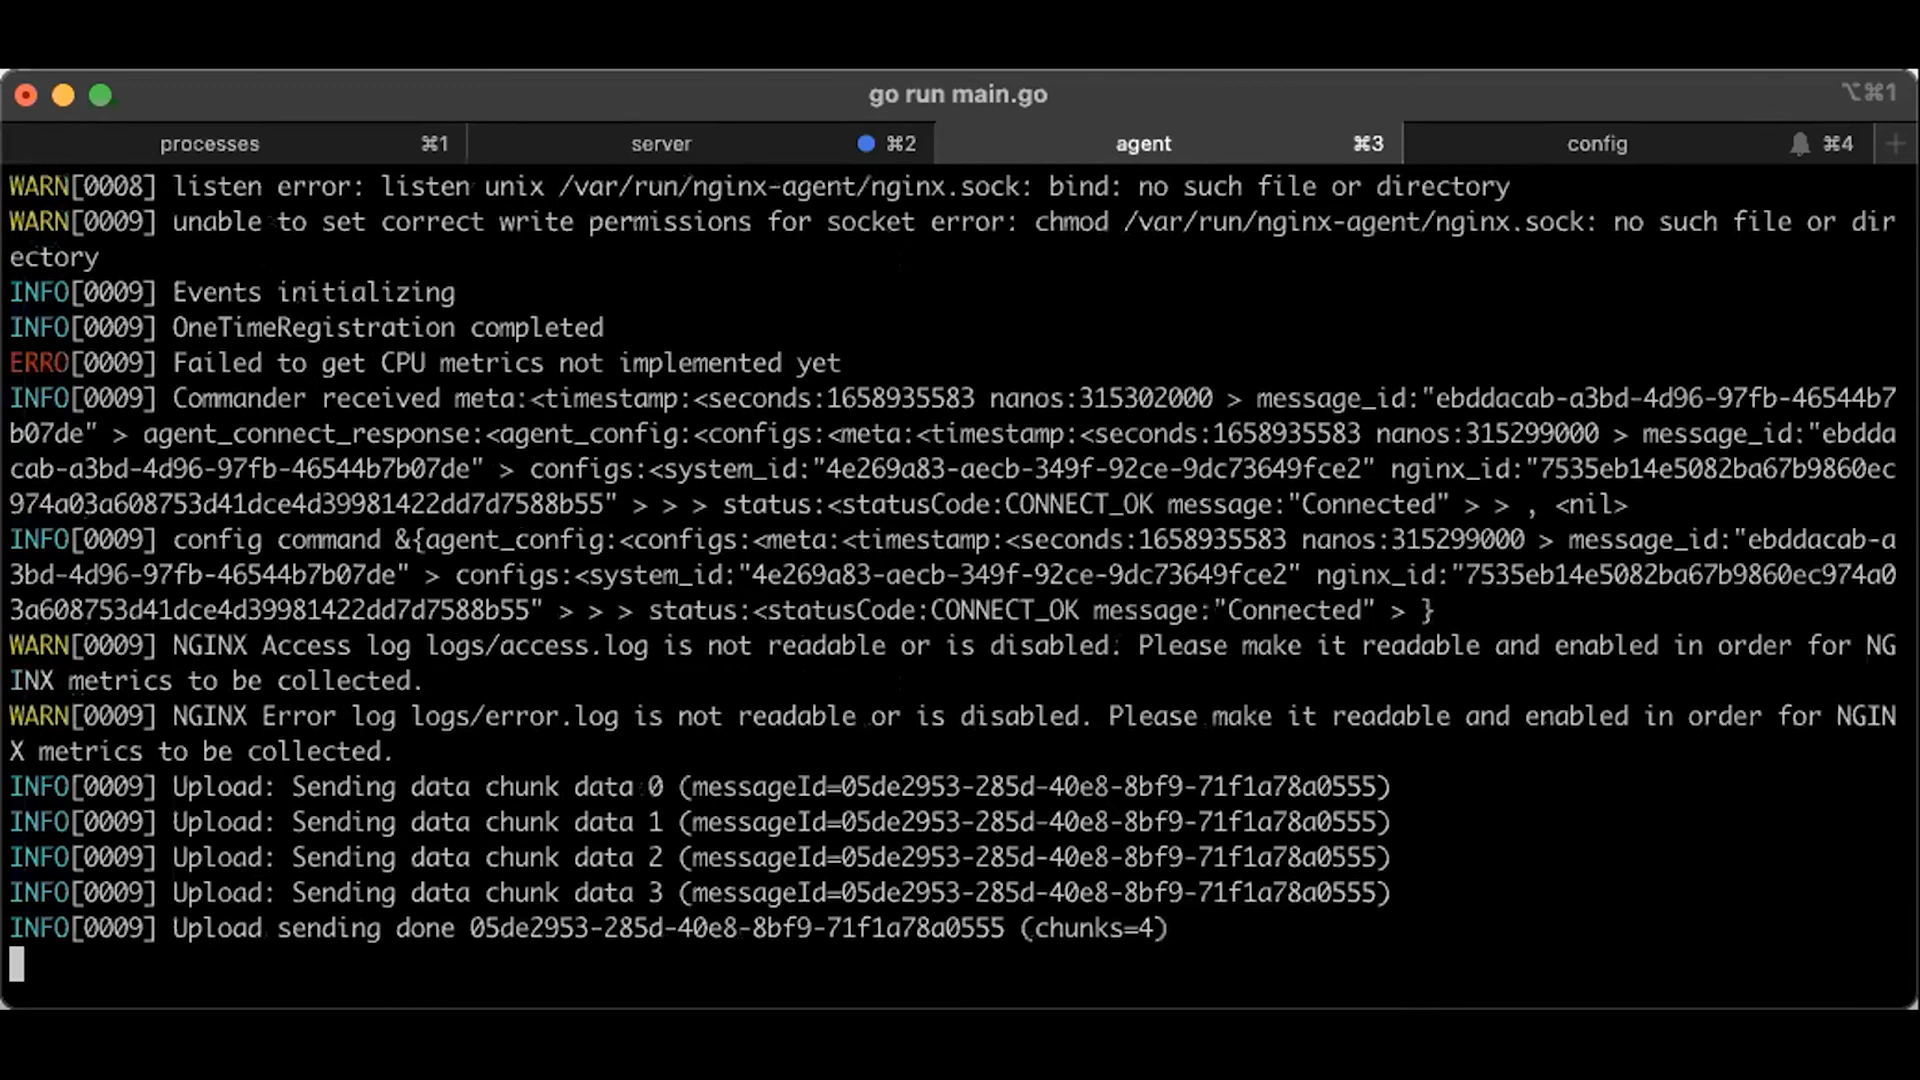 go run main.go
⌥⌘1
processes ⌘1 server ⌘2 agent ⌘3 config ⌘4 +
WARN[0008] listen error: listen unix /var/run/nginx-agent/nginx.sock: bind: no such file or directory
WARN[0009] unable to set correct write permissions for socket error: chmod /var/run/nginx-agent/nginx.sock: no such file or dir
ectory
INFO[0009] Events initializing
INFO[0009] OneTimeRegistration completed
ERRO[0009] Failed to get CPU metrics not implemented yet
INFO[0009] Commander received meta:<timestamp:<seconds:1658935583 nanos:315302000 > message_id:"ebddacab-a3bd-4d96-97fb-46544b7
b07de" > agent_connect_response:<agent_config:<configs:<meta:<timestamp:<seconds:1658935583 nanos:315299000 > message_id:"ebdda
cab-a3bd-4d96-97fb-46544b7b07de" > configs:<system_id:"4e269a83-aecb-349f-92ce-9dc73649fce2" nginx_id:"7535eb14e5082ba67b9860ec
974a03a608753d41dce4d39981422dd7d7588b55" > > > status:<statusCode:CONNECT_OK message:"Connected" > > , <nil>
INFO[0009] config command &{agent_config:<configs:<meta:<timestamp:<seconds:1658935583 nanos:315299000 > message_id:"ebddacab-a
3bd-4d96-97fb-46544b7b07de" > configs:<system_id:"4e269a83-aecb-349f-92ce-9dc73649fce2" nginx_id:"7535eb14e5082ba67b9860ec974a0
3a608753d41dce4d39981422dd7d7588b55" > > > status:<statusCode:CONNECT_OK message:"Connected" > }
WARN[0009] NGINX Access log logs/access.log is not readable or is disabled. Please make it readable and enabled in order for NG
INX metrics to be collected.
WARN[0009] NGINX Error log logs/error.log is not readable or is disabled. Please make it readable and enabled in order for NGIN
X metrics to be collected.
INFO[0009] Upload: Sending data chunk data 0 (messageId=05de2953-285d-40e8-8bf9-71f1a78a0555)
INFO[0009] Upload: Sending data chunk data 1 (messageId=05de2953-285d-40e8-8bf9-71f1a78a0555)
INFO[0009] Upload: Sending data chunk data 2 (messageId=05de2953-285d-40e8-8bf9-71f1a78a0555)
INFO[0009] Upload: Sending data chunk data 3 (messageId=05de2953-285d-40e8-8bf9-71f1a78a0555)
INFO[0009] Upload sending done 05de2953-285d-40e8-8bf9-71f1a78a0555 (chunks=4)